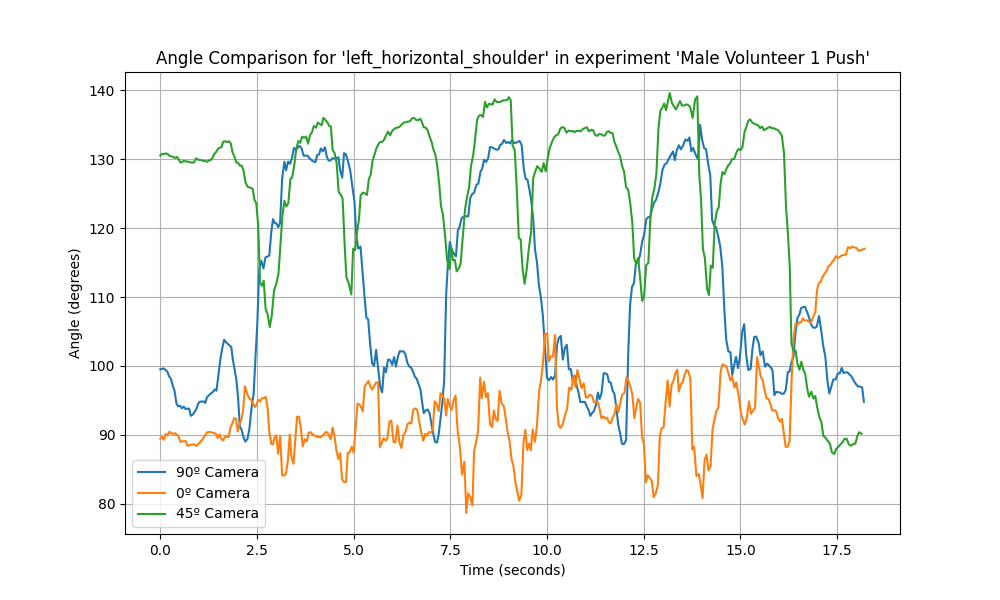 Angle Comparison for 'left_horizontal_shoulder' in experiment 'Male Volunteer 1 Push'
140
130
120
110
100
90
80
Angle (degrees)
90º Camera
0º Camera
45º Camera
0.0 2.5 5.0 7.5 10.0 12.5 15.0 17.5
Time (seconds)